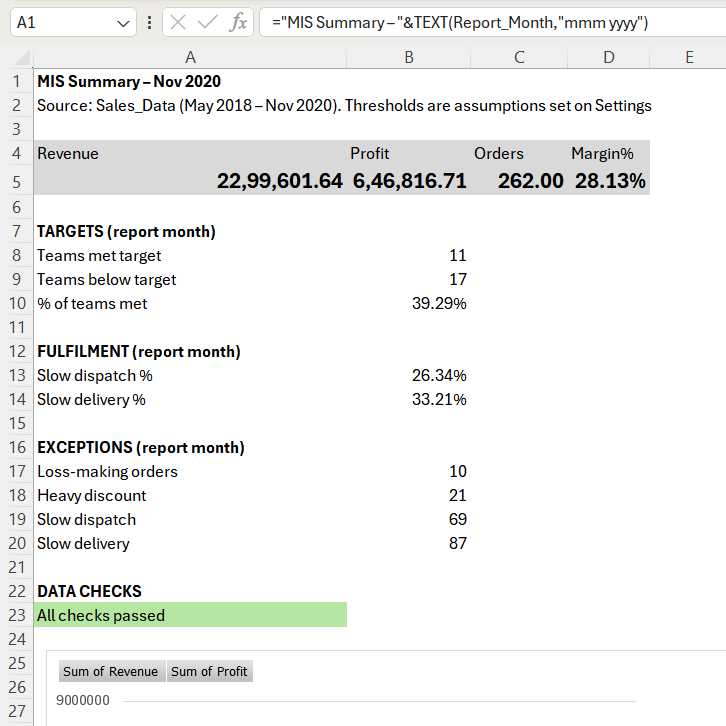 A1 fx ="MIS Summary – "&TEXT(Report_Month,"mmm yyyy")
A B C D E
1 MIS Summary – Nov 2020
2 Source: Sales_Data (May 2018 – Nov 2020). Thresholds are assumptions set on Settings
3
4 Revenue Profit Orders Margin%
5 22,99,601.64 6,46,816.71 262.00 28.13%
6
7 TARGETS (report month)
8 Teams met target 11
9 Teams below target 17
10 % of teams met 39.29%
11
12 FULFILMENT (report month)
13 Slow dispatch % 26.34%
14 Slow delivery % 33.21%
15
16 EXCEPTIONS (report month)
17 Loss-making orders 10
18 Heavy discount 21
19 Slow dispatch 69
20 Slow delivery 87
21
22 DATA CHECKS
23 All checks passed
24
25 Sum of Revenue Sum of Profit
26 9000000
27